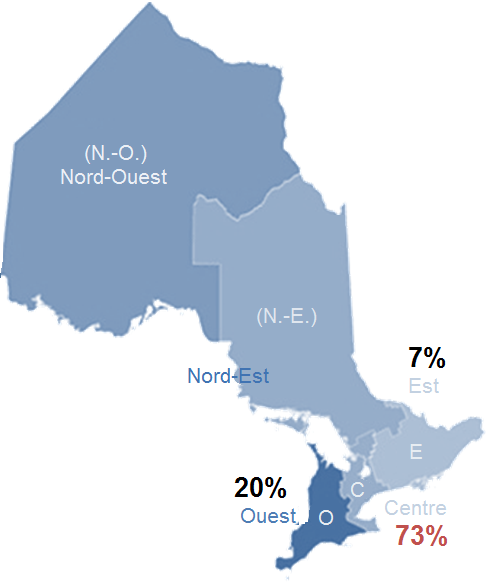 (N.-O.)
Nord-Ouest
(N.-E.)
7%
Est
Nord-Est
E
20%
Ouest
O
C
Centre
73%